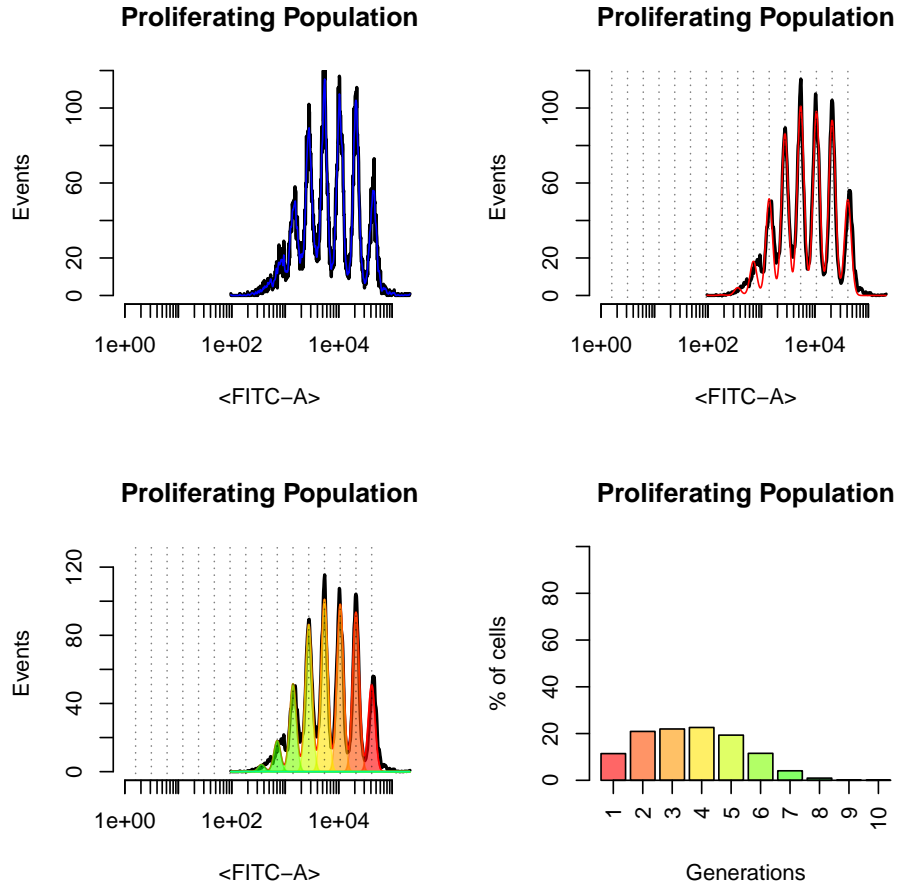 Proliferating Population
Events
0 20 60 100
1e+00 1e+02 1e+04
<FITC−A>
Proliferating Population
Events
0 20 60 100
1e+00 1e+02 1e+04
<FITC−A>
Proliferating Population
Events
0 40 80 120
1e+00 1e+02 1e+04
<FITC−A>
Proliferating Population
% of cells
0 20 40 60 80
1 2 3 4 5 6 7 8 9 10
Generations